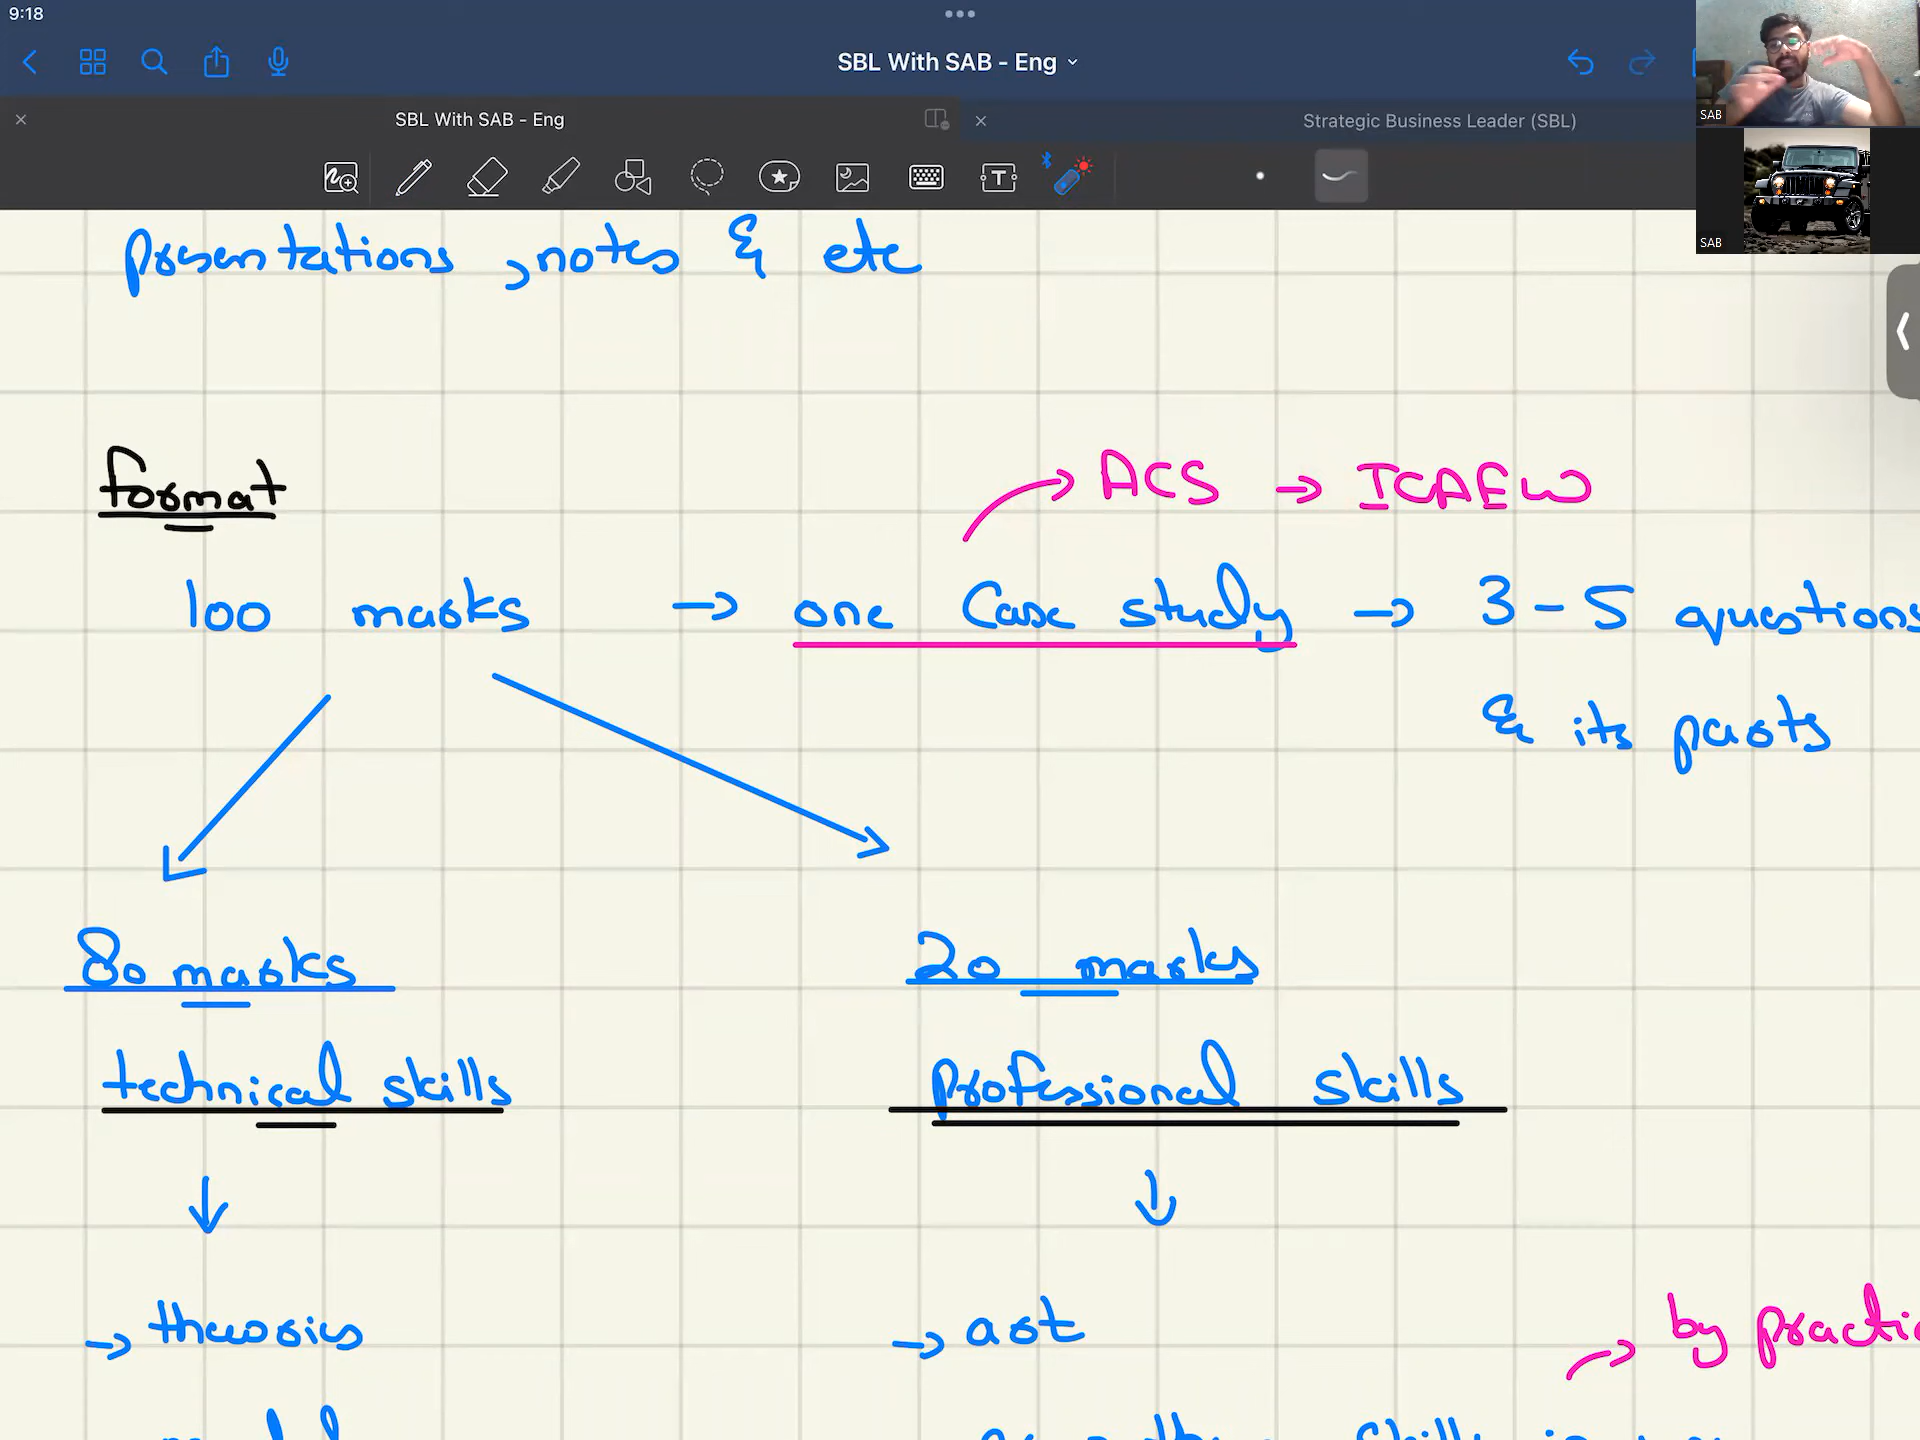 9:18
SBL With SAB - Eng
SBL With SAB - Eng
Strategic Business Leader (SBL)
SAB
SAB
T
presentations, notes & etc
format
ACS → ICAEW
100 marks → one Case study → 3 - 5 questions
& its parts
80 marks
20 marks
technical skills
professional skills
↓
↓
→ theories
→ art
→ by